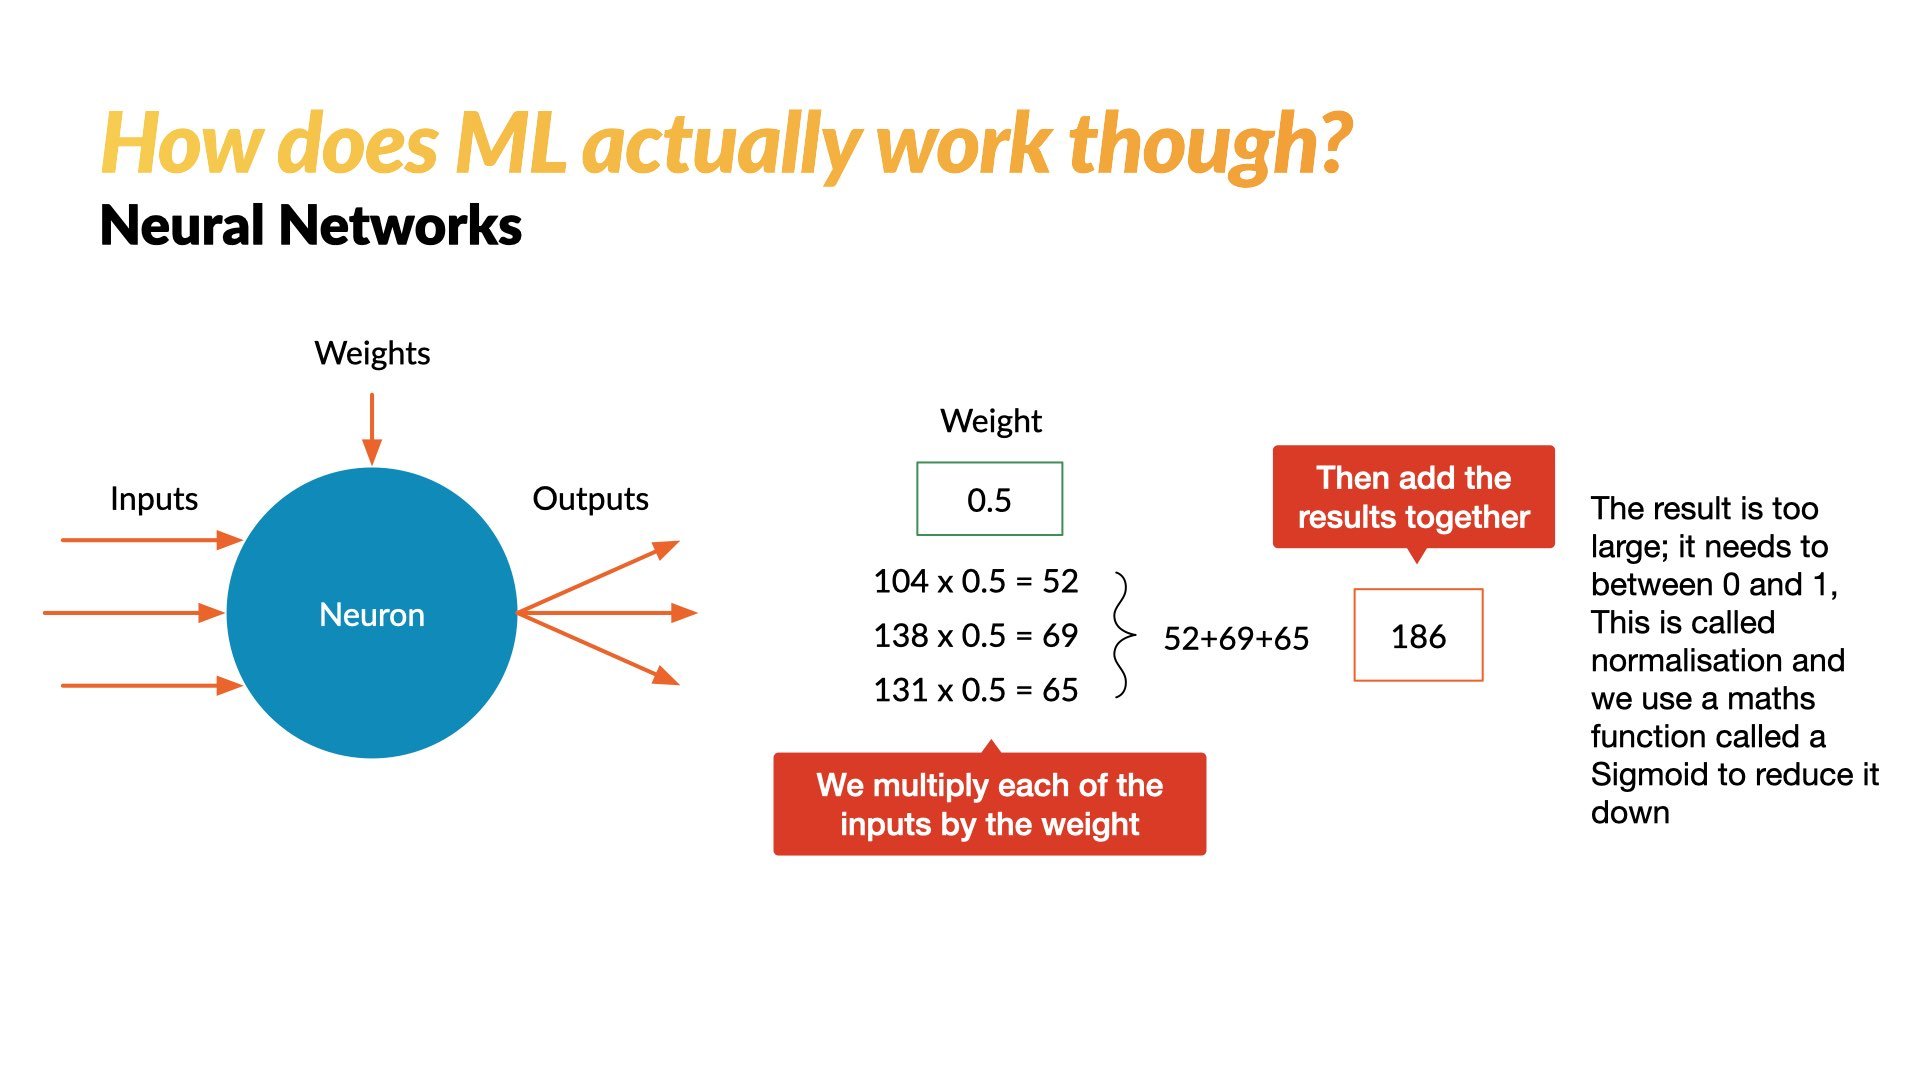 How does ML actually work though?
Neural Networks
Weights
Inputs
Outputs
Neuron
Weight
0.5
104 x 0.5 = 52
138 x 0.5 = 69
131 x 0.5 = 65
We multiply each of the
inputs by the weight
52+69+65
Then add the
results together
186
The result is too
large; it needs to
between 0 and 1,
This is called
normalisation and
we use a maths
function called a
Sigmoid to reduce it
down